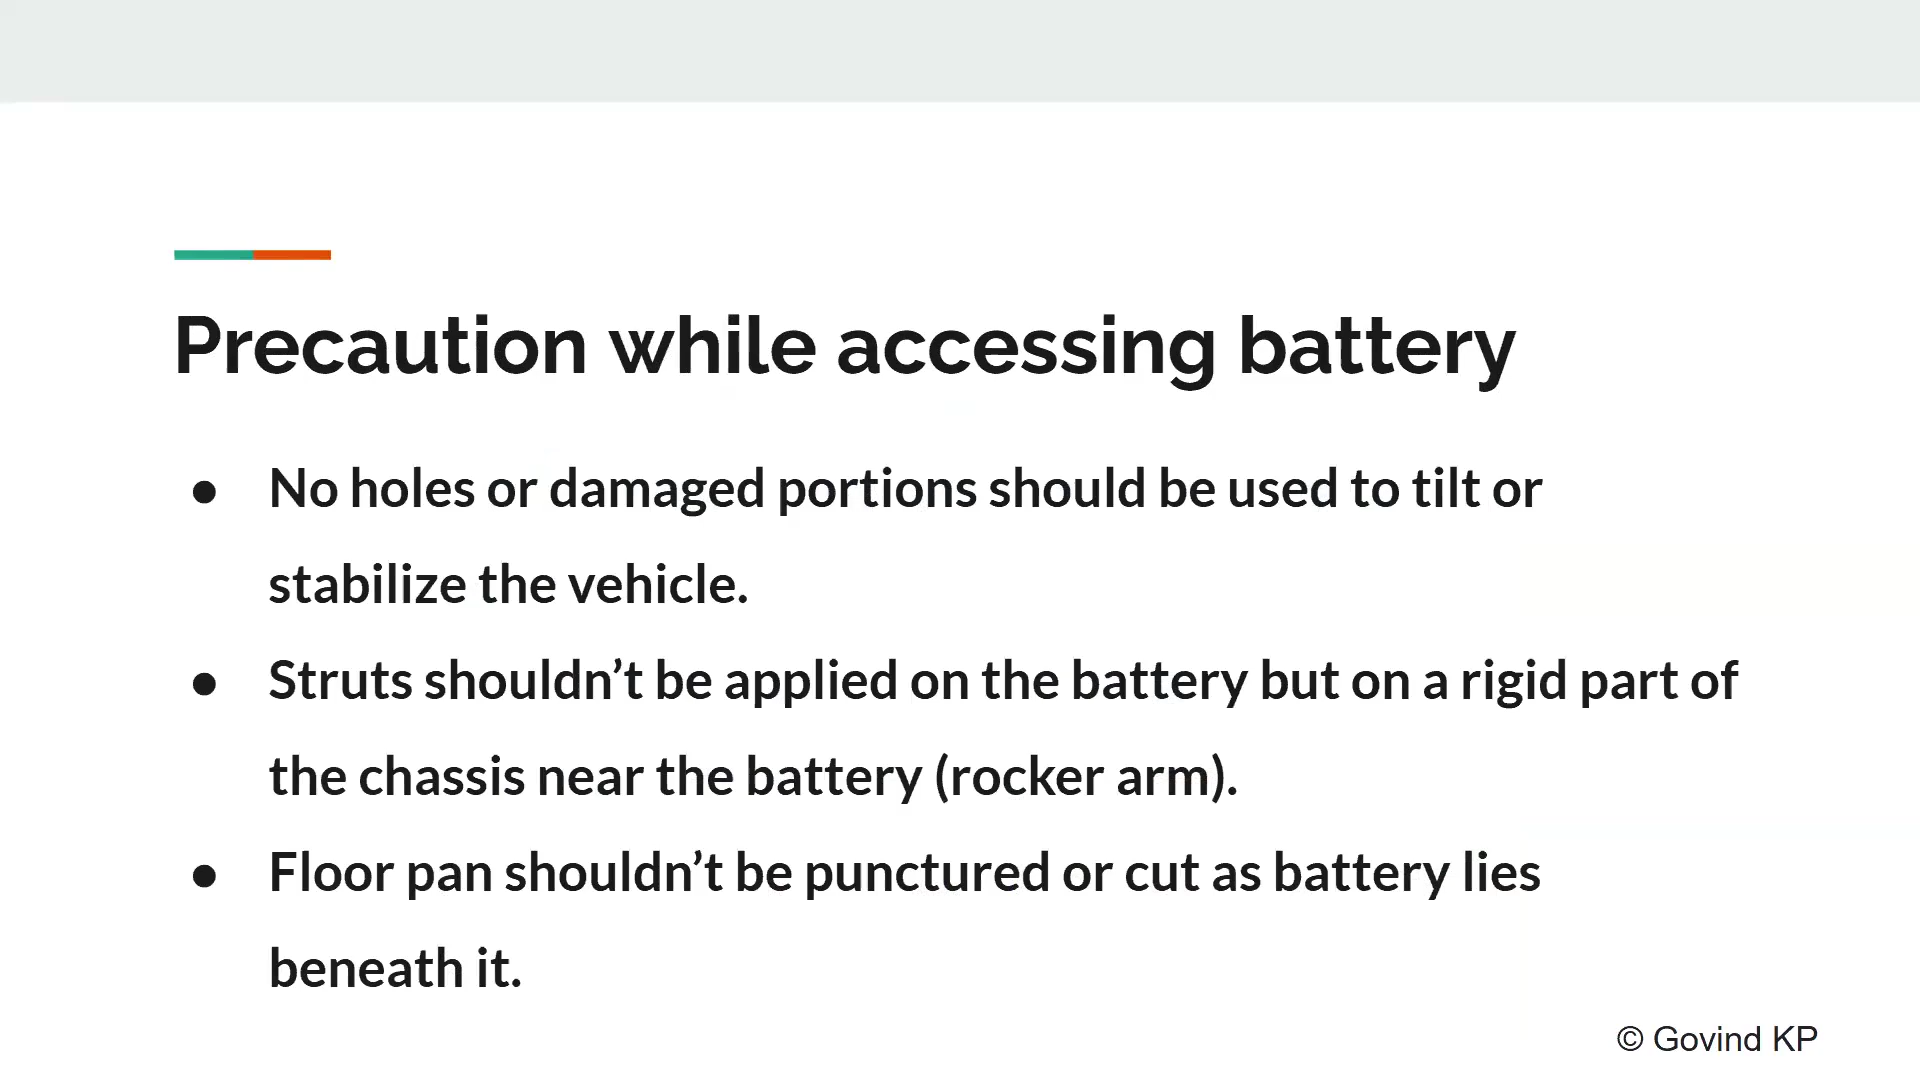 Precaution while accessing battery
● No holes or damaged portions should be used to tilt or
stabilize the vehicle.
● Struts shouldn’t be applied on the battery but on a rigid part of
the chassis near the battery (rocker arm).
● Floor pan shouldn’t be punctured or cut as battery lies
beneath it.
© Govind KP